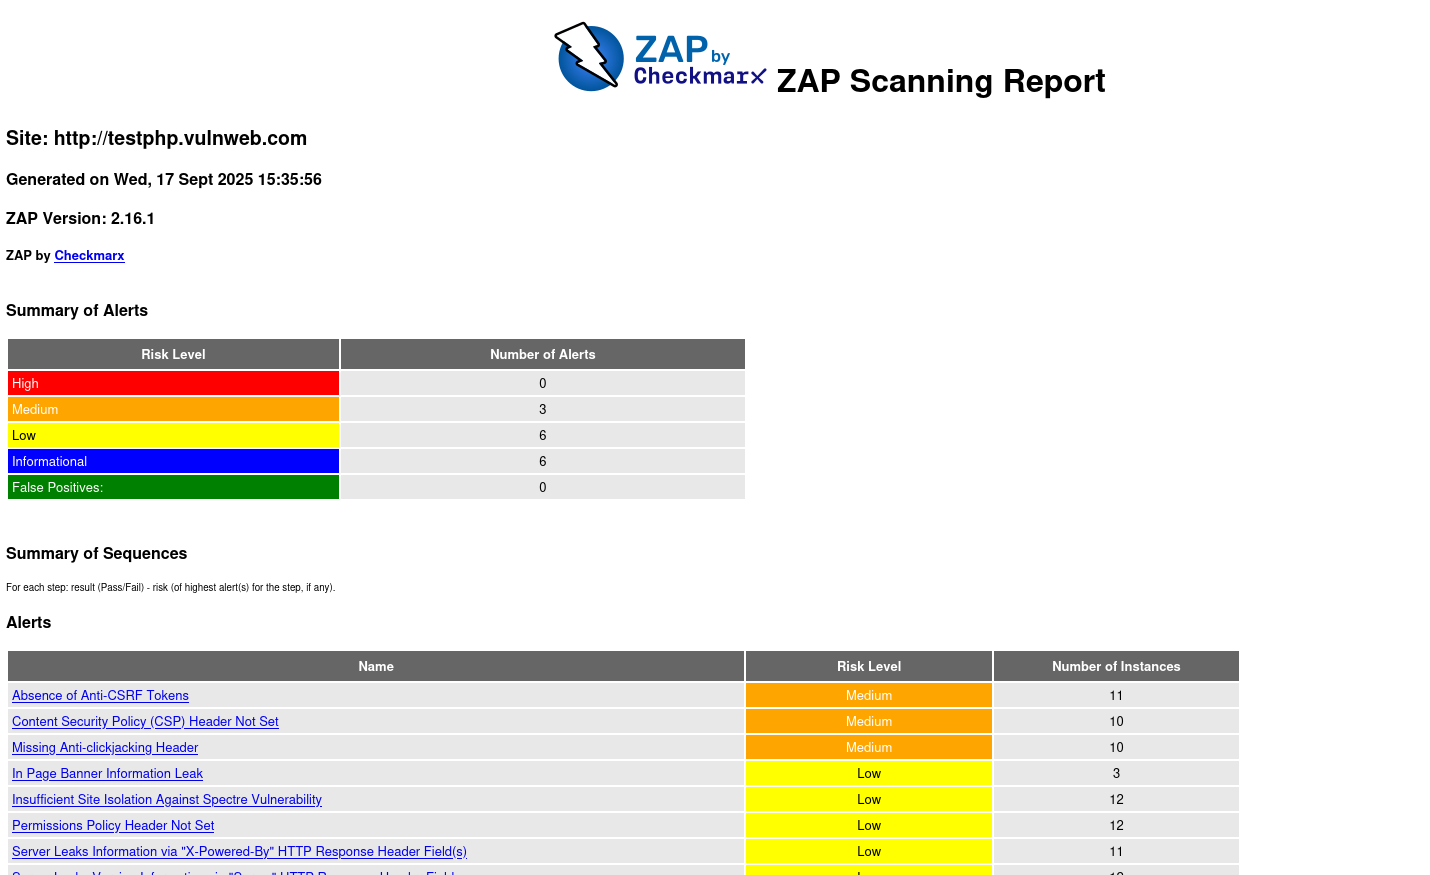 ZAP by
Checkmarx ZAP Scanning Report
Site: http://testphp.vulnweb.com
Generated on Wed, 17 Sept 2025 15:35:56
ZAP Version: 2.16.1
ZAP by Checkmarx
Summary of Alerts
Risk Level Number of Alerts
High 0
Medium 3
Low 6
Informational 6
False Positives: 0
Summary of Sequences
For each step: result (Pass/Fail) - risk (of highest alert(s) for the step, if any).
Alerts
Name Risk Level Number of Instances
Absence of Anti-CSRF Tokens Medium 11
Content Security Policy (CSP) Header Not Set Medium 10
Missing Anti-clickjacking Header Medium 10
In Page Banner Information Leak Low 3
Insufficient Site Isolation Against Spectre Vulnerability Low 12
Permissions Policy Header Not Set Low 12
Server Leaks Information via "X-Powered-By" HTTP Response Header Field(s) Low 11